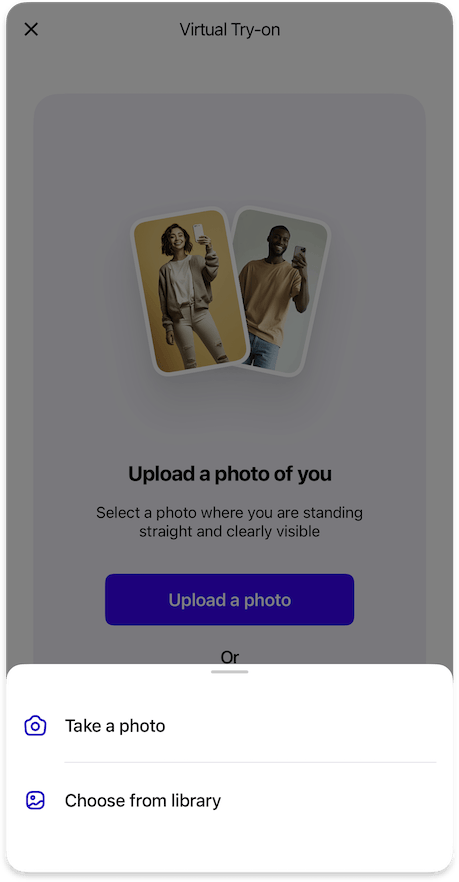 Virtual Try-on
Upload a photo of you
Select a photo where you are standing
straight and clearly visible
Upload a photo
Or
Take a photo
Choose from library